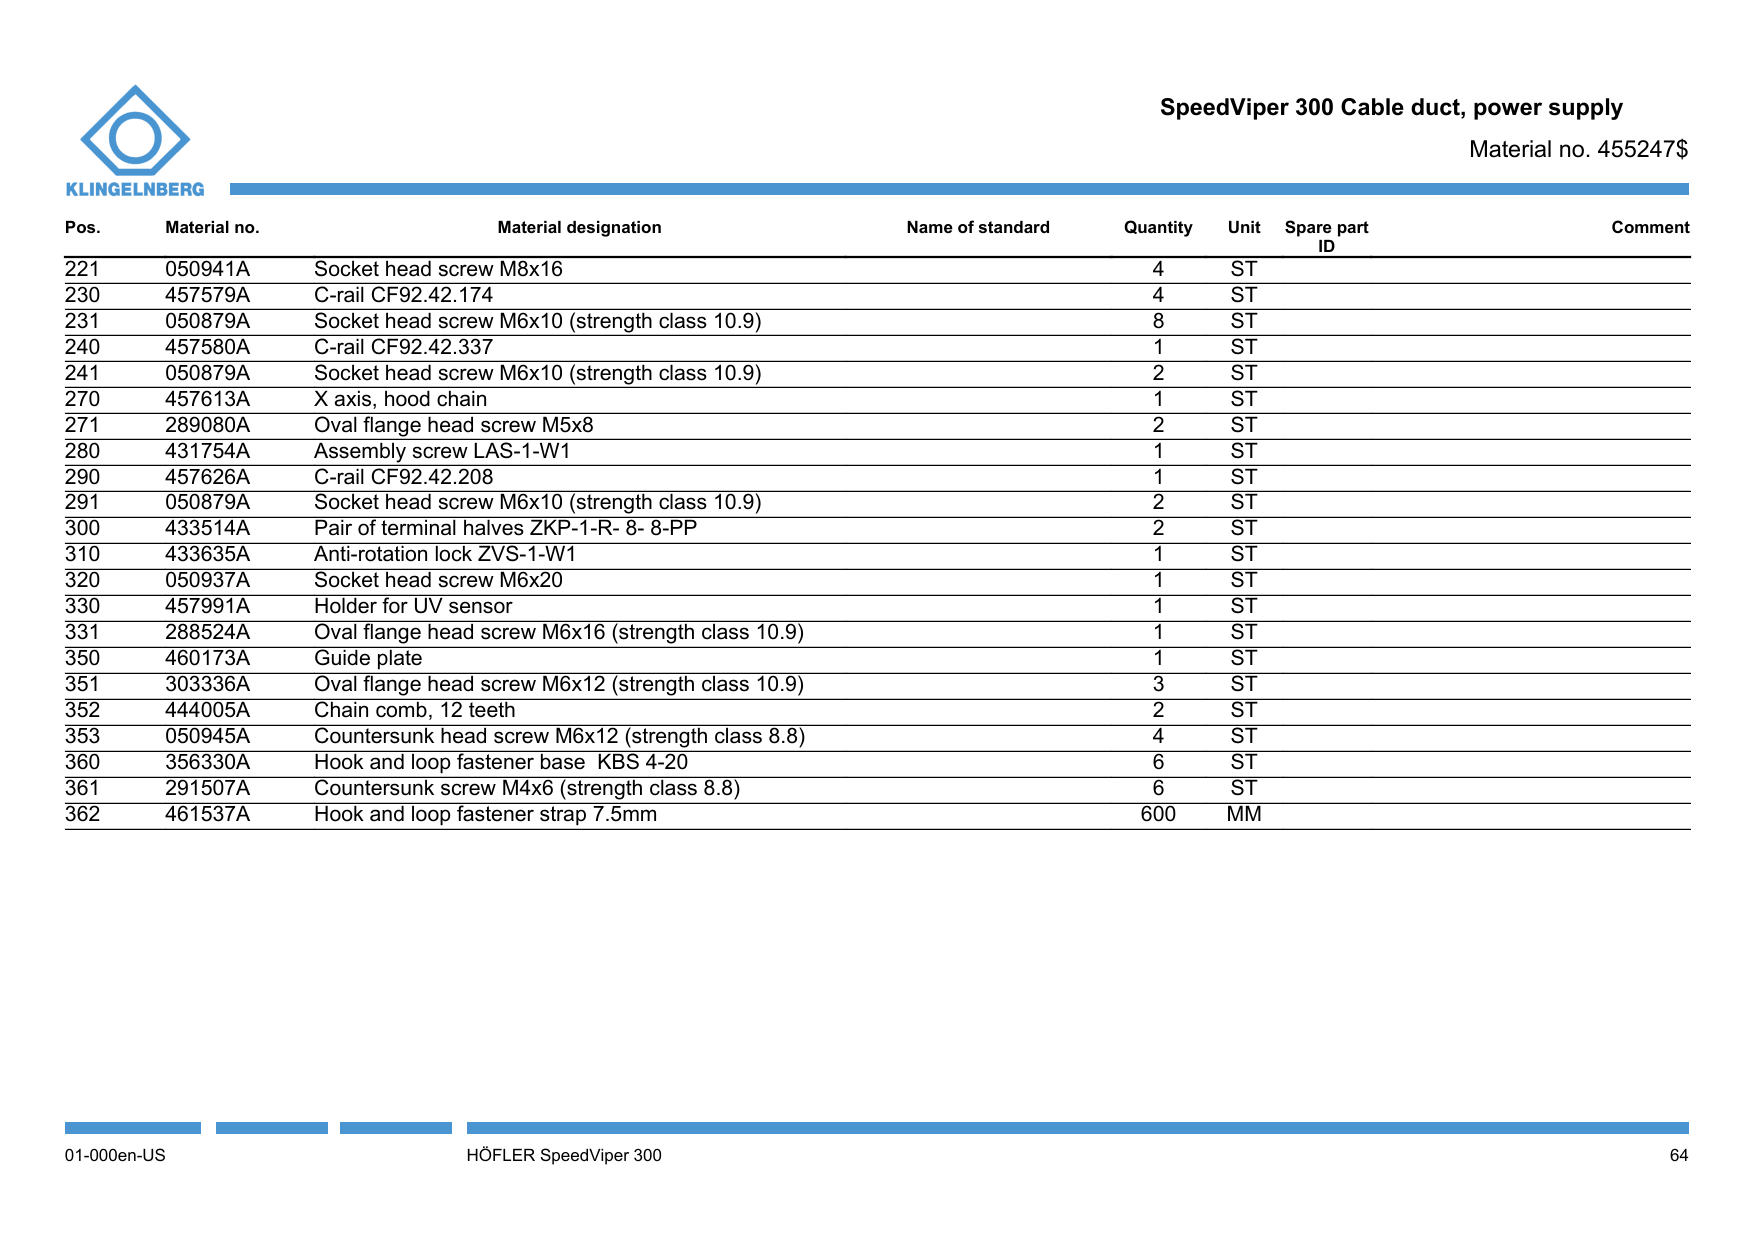 SpeedViper 300 Cable duct, power supply
Material no. 455247$
KLINGELNBERG
Pos. Material no. Material designation Name of standard Quantity Unit Spare part ID Comment
221 050941A Socket head screw M8x16 4 ST
230 457579A C-rail CF92.42.174 4 ST
231 050879A Socket head screw M6x10 (strength class 10.9) 8 ST
240 457580A C-rail CF92.42.337 1 ST
241 050879A Socket head screw M6x10 (strength class 10.9) 2 ST
270 457613A X axis, hood chain 1 ST
271 289080A Oval flange head screw M5x8 2 ST
280 431754A Assembly screw LAS-1-W1 1 ST
290 457626A C-rail CF92.42.208 1 ST
291 050879A Socket head screw M6x10 (strength class 10.9) 2 ST
300 433514A Pair of terminal halves ZKP-1-R- 8- 8-PP 2 ST
310 433635A Anti-rotation lock ZVS-1-W1 1 ST
320 050937A Socket head screw M6x20 1 ST
330 457991A Holder for UV sensor 1 ST
331 288524A Oval flange head screw M6x16 (strength class 10.9) 1 ST
350 460173A Guide plate 1 ST
351 303336A Oval flange head screw M6x12 (strength class 10.9) 3 ST
352 444005A Chain comb, 12 teeth 2 ST
353 050945A Countersunk head screw M6x12 (strength class 8.8) 4 ST
360 356330A Hook and loop fastener base  KBS 4-20 6 ST
361 291507A Countersunk screw M4x6 (strength class 8.8) 6 ST
362 461537A Hook and loop fastener strap 7.5mm 600 MM
01-000en-US HÖFLER SpeedViper 300 64